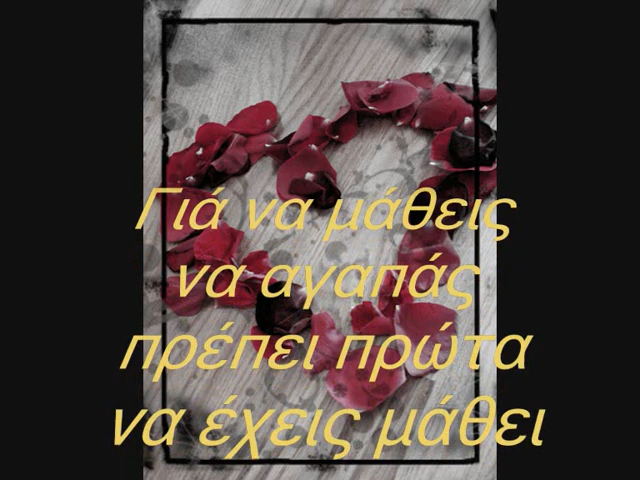 Γιά να μάθεις
να αγαπάς
πρέπει πρώτα
να έχεις μάθει